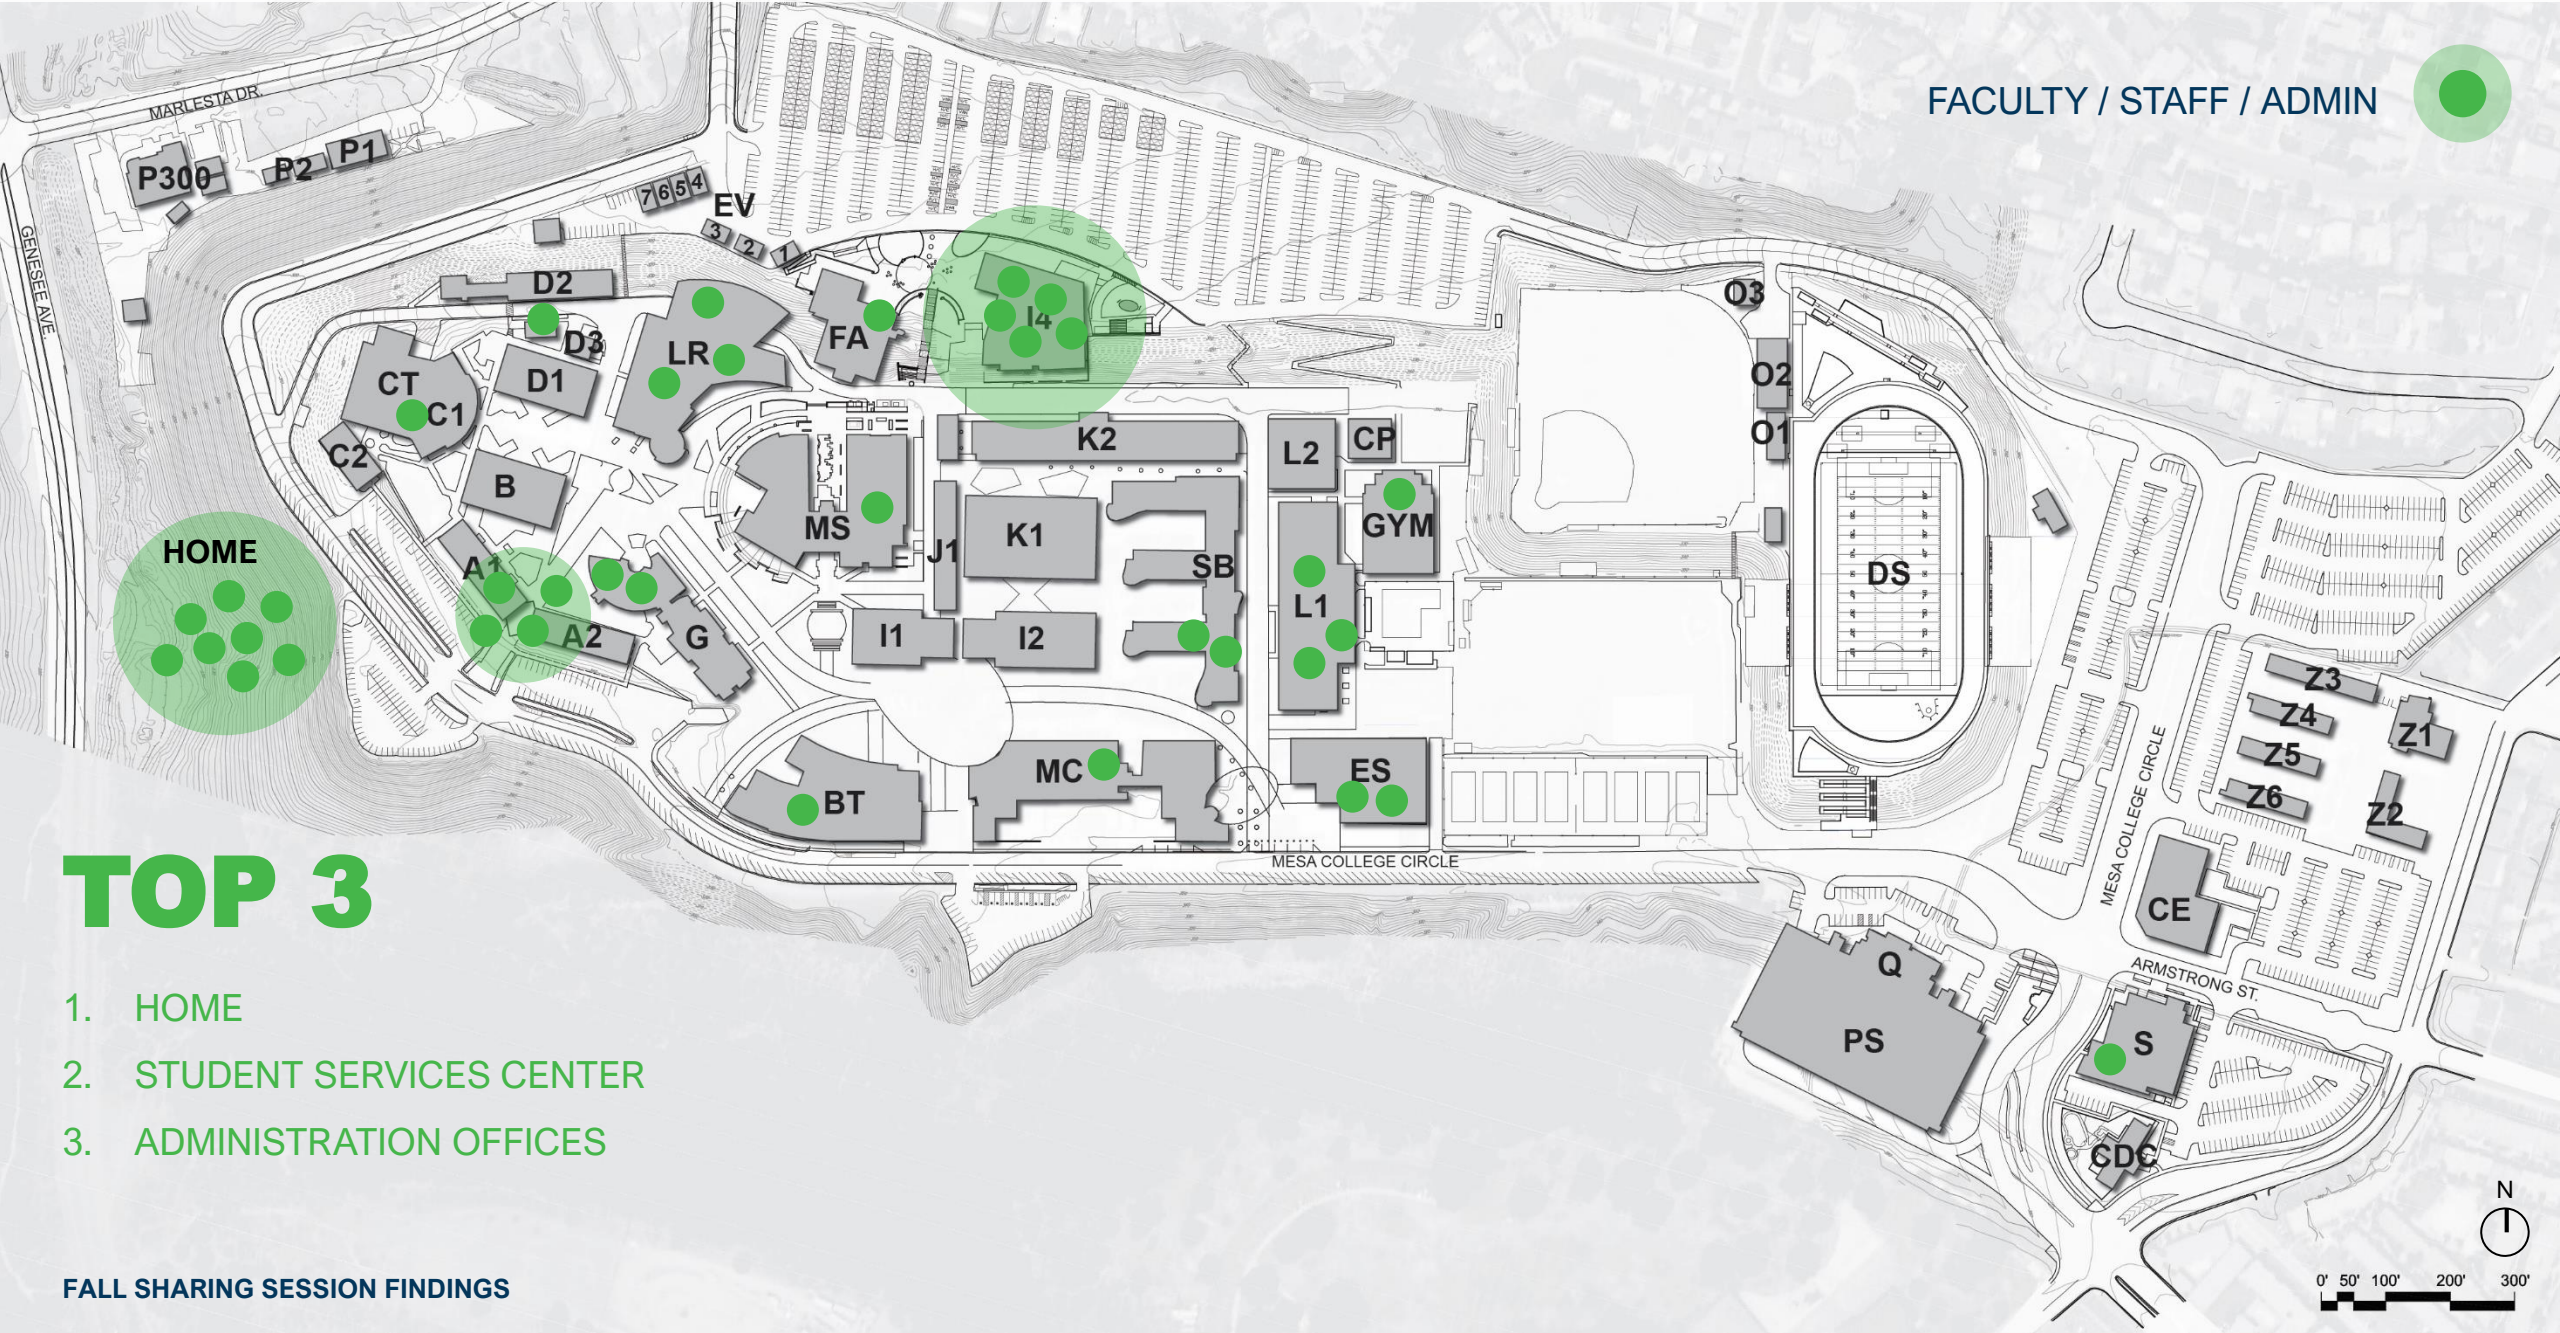 MARLESTA DR.
FACULTY / STAFF / ADMIN
P300
P2
P1
7 6 5 4
EV
3
2
1
GENESEE AVE.
D2
D3
D1
CT
C1
C2
B
LR
FA
I4
O3
O2
O1
K2
L2
CP
GYM
MS
J1
K1
SB
L1
DS
HOME
A1
A2
G
I1
I2
Z3
Z4
Z5
Z6
Z1
Z2
BT
MC
ES
MESA COLLEGE CIRCLE
MESA COLLEGE CIRCLE
CE
ARMSTRONG ST.
Q
PS
S
CDC
TOP 3
1. HOME
2. STUDENT SERVICES CENTER
3. ADMINISTRATION OFFICES
FALL SHARING SESSION FINDINGS
N
0' 50' 100' 200' 300'